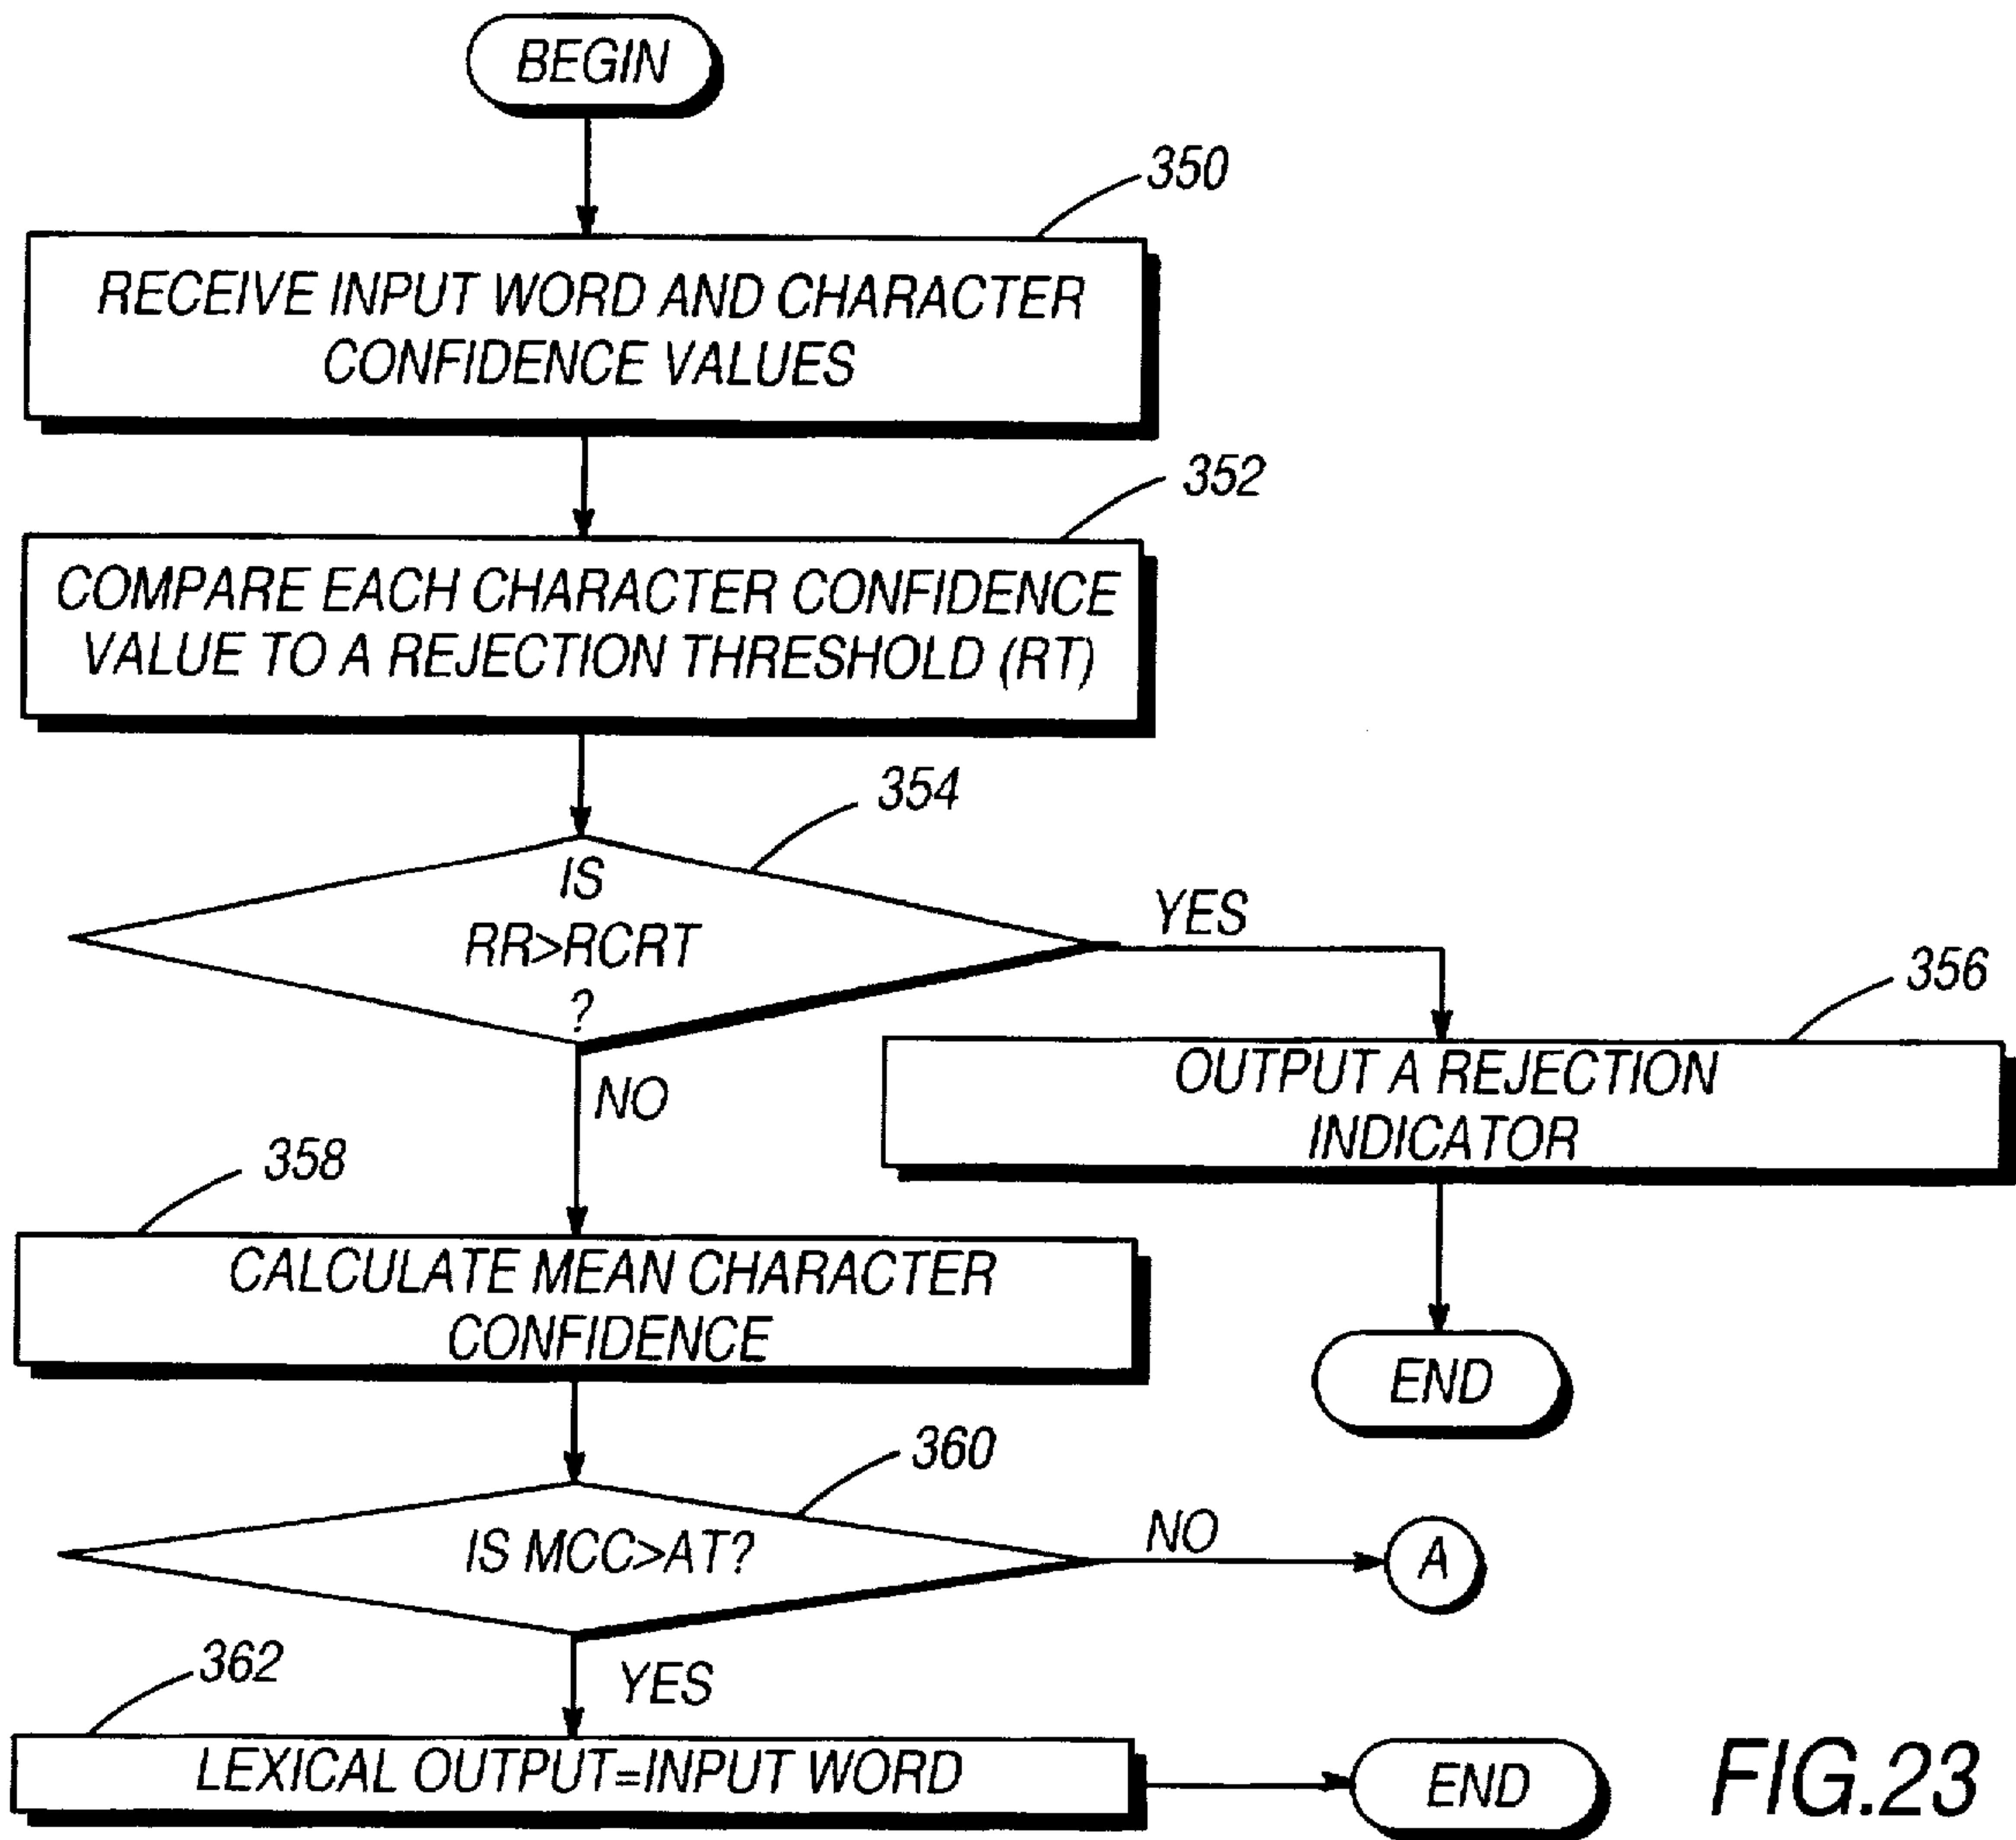 BEGIN
350
RECEIVE INPUT WORD AND CHARACTER
CONFIDENCE VALUES
352
COMPARE EACH CHARACTER CONFIDENCE
VALUE TO A REJECTION THRESHOLD (RT)
354
IS
RR>RCRT
?
YES
356
OUTPUT A REJECTION
INDICATOR
NO
358
CALCULATE MEAN CHARACTER
CONFIDENCE
END
360
IS MCC>AT?
NO
A
362
YES
LEXICAL OUTPUT=INPUT WORD
END
FIG.23